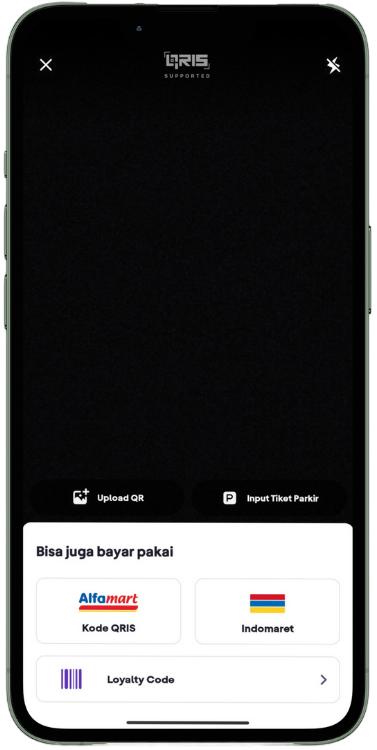 QRIS
SUPPORTED
Upload QR
P Input Tiket Parkir
Bisa juga bayar pakai
Alfamart
Kode QRIS
Indomaret
Loyalty Code